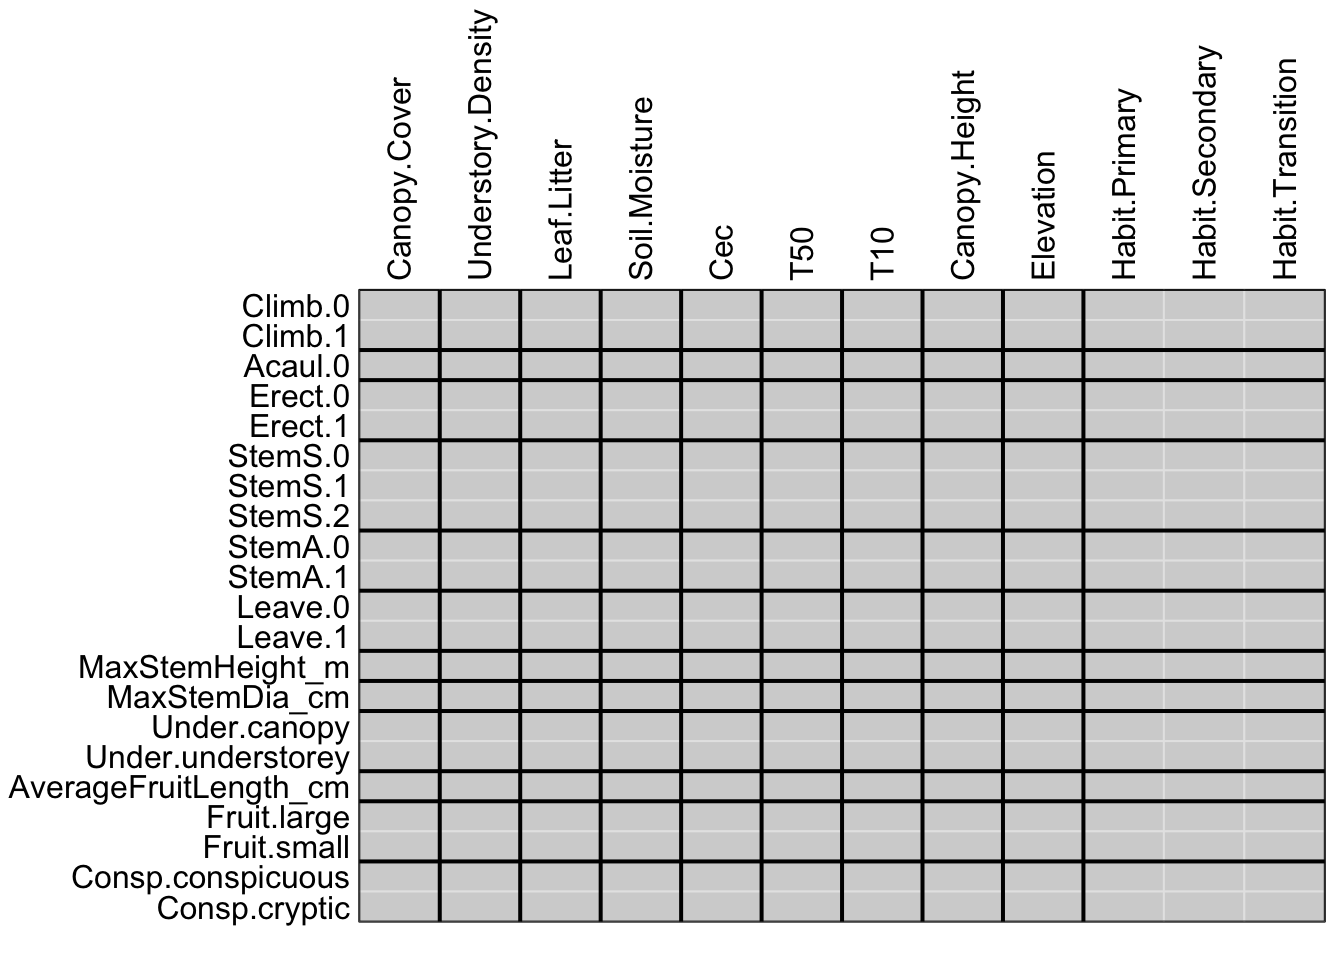 Canopy.Cover
Understory.Density
Leaf.Litter
Soil.Moisture
Cec
T50
T10
Canopy.Height
Elevation
Habit.Primary
Habit.Secondary
Habit.Transition
Climb.0
Climb.1
Acaul.0
Erect.0
Erect.1
StemS.0
StemS.1
StemS.2
StemA.0
StemA.1
Leave.0
Leave.1
MaxStemHeight_m
MaxStemDia_cm
Under.canopy
Under.understorey
AverageFruitLength_cm
Fruit.large
Fruit.small
Consp.conspicuous
Consp.cryptic